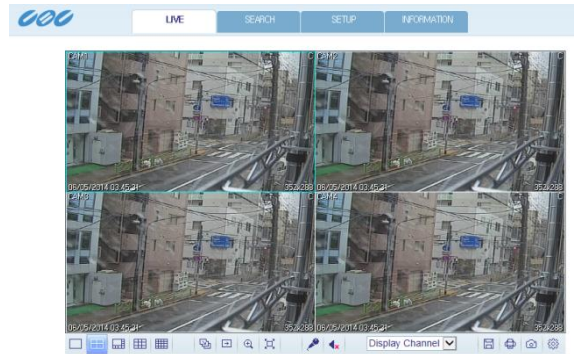 COC
LIVE SEARCH SETUP INFORMATION
CAM1 C CAM2 C
06/05/2014 03:45:31 352x288 06/05/2014 03:45:31 352x288
CAM3 C CAM4 C
06/05/2014 03:45:31 352x288 06/05/2014 03:45:31 352x288
Display Channel